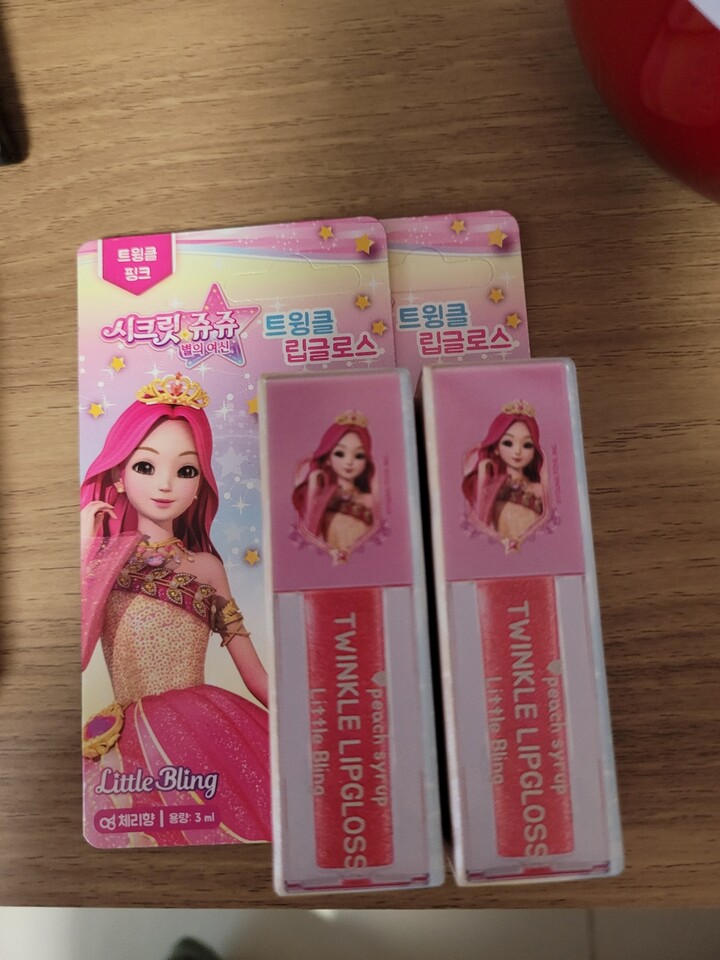 트윙클
핑크
시크릿 쥬쥬
별의 여신
트윙클
립글로스
Little Bling
체리향 | 용량: 3 ml
트윙클
립글로스
peach syrup
TWINKLE LIPGLOSS
Little Bling
peach syrup
TWINKLE LIPGLOSS
Little Bling